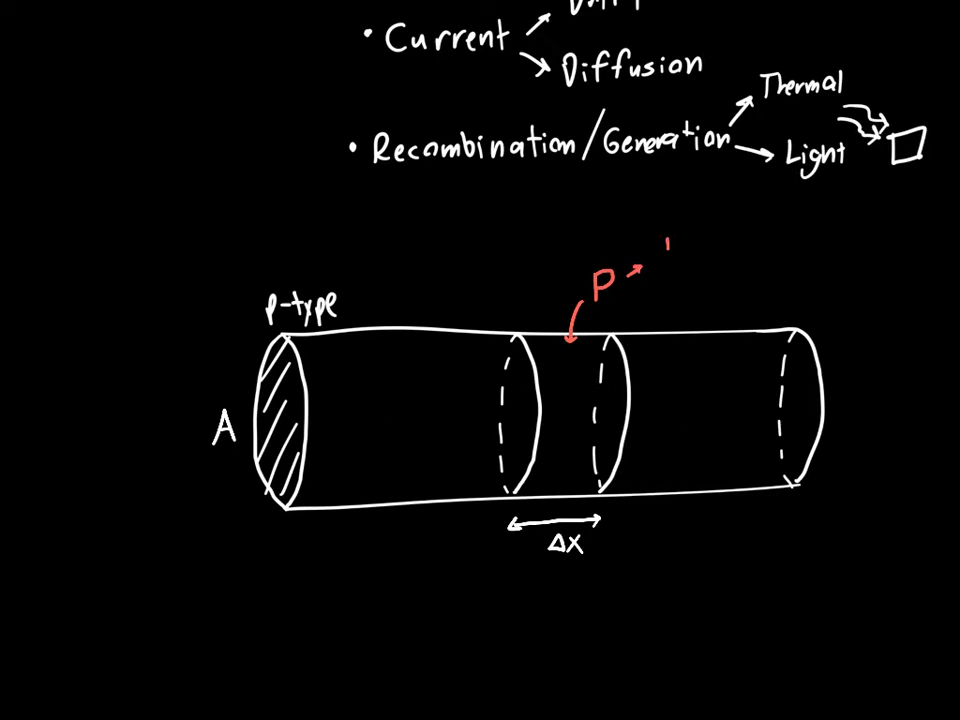 • Current
Diffusion
Thermal
• Recombination/Generation
Light
P
p-type
A
Δx